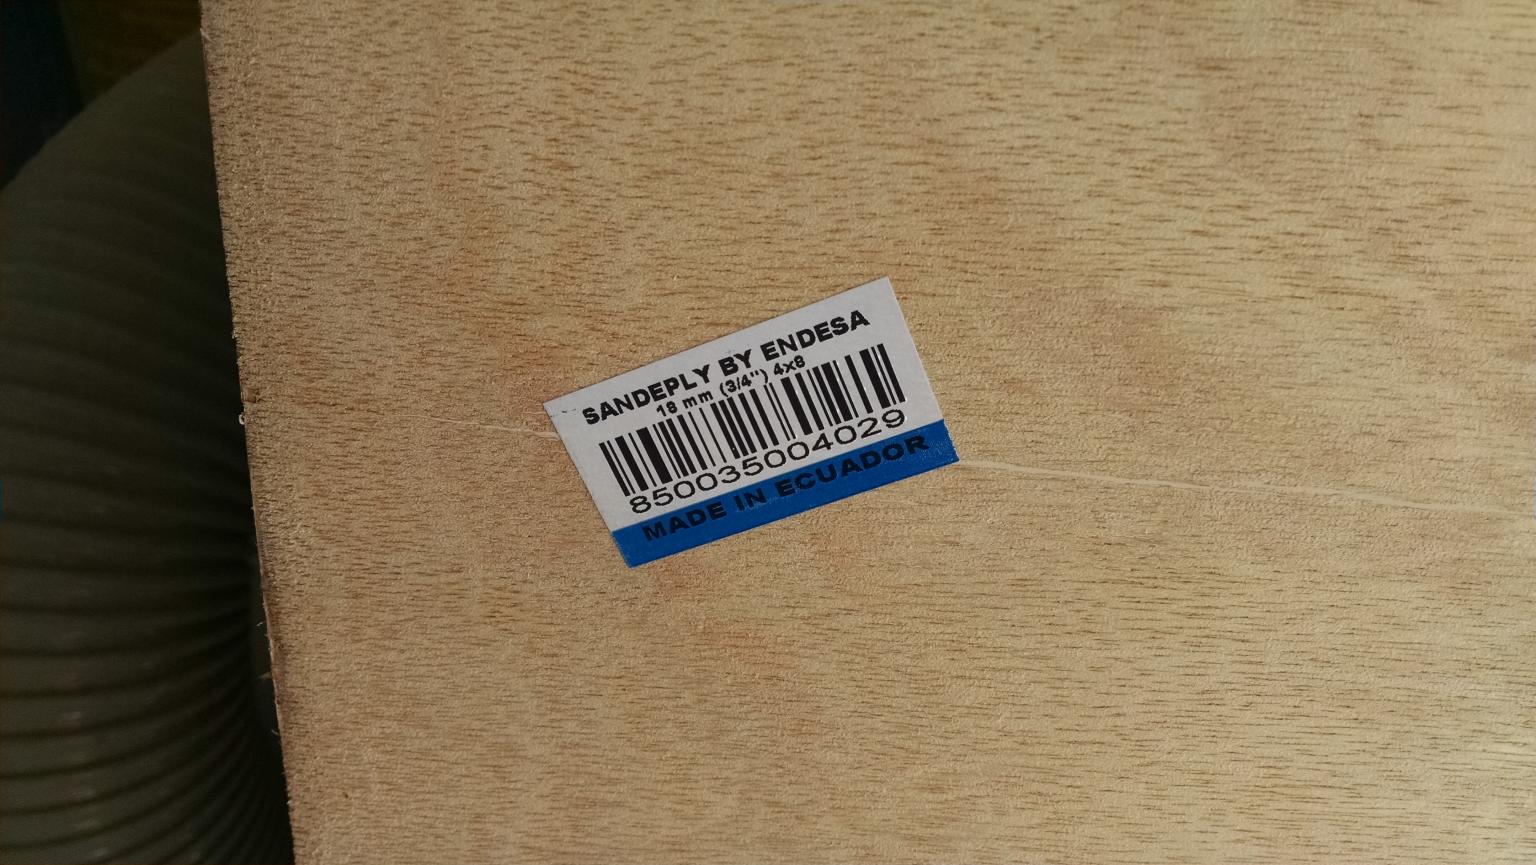 SANDEPLY BY ENDESA
18 mm (3/4") 4x8
850035004029
MADE IN ECUADOR